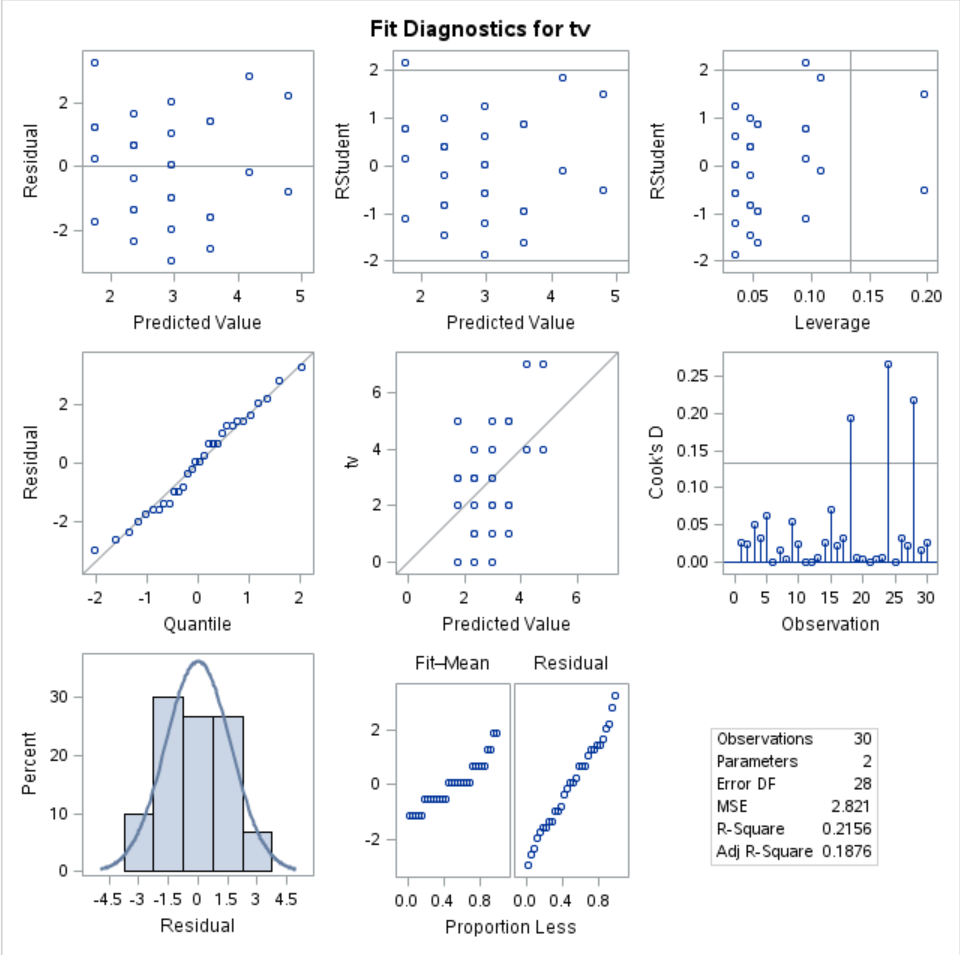 Fit Diagnostics for tv
Residual
2
0
-2
2 3 4 5
Predicted Value
RStudent
2
1
0
-1
-2
2 3 4 5
Predicted Value
RStudent
2
1
0
-1
-2
0.05 0.10 0.15 0.20
Leverage
Residual
2
0
-2
-2 -1 0 1 2
Quantile
tv
6
4
2
0
0 2 4 6
Predicted Value
Cook's D
0.25
0.20
0.15
0.10
0.05
0.00
0 5 10 15 20 25 30
Observation
Percent
30
20
10
0
-4.5 -3 -1.5 0 1.5 3 4.5
Residual
Fit–Mean Residual
2
0
-2
0.0 0.4 0.8 0.0 0.4 0.8
Proportion Less
Observations 30
Parameters 2
Error DF 28
MSE 2.821
R-Square 0.2156
Adj R-Square 0.1876